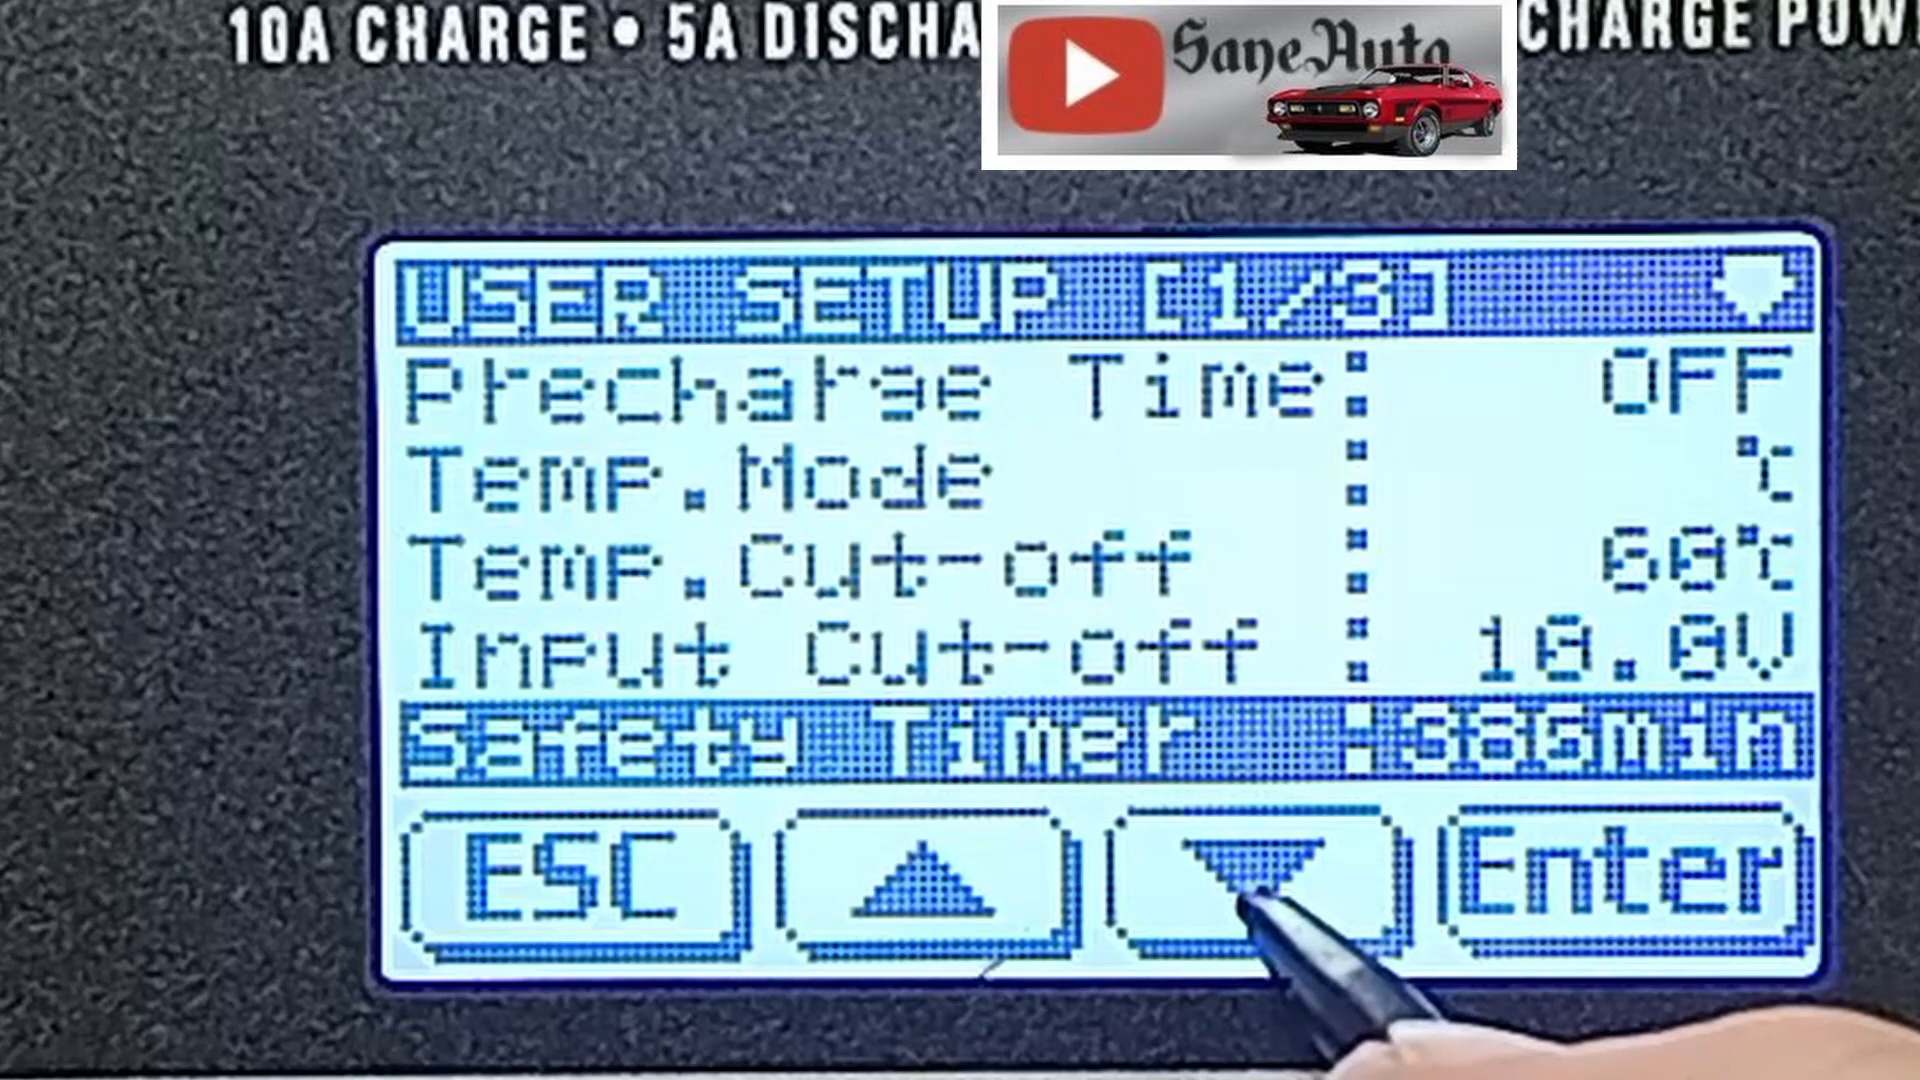 10A CHARGE • 5A DISCHA
CHARGE POW
SaneAuto
USER SETUP [1/3]
Precharge Time: OFF
Temp.Mode : ℃
Temp.Cut-off : 60℃
Input Cut-off : 10.0V
Safety Timer : min
ESC
Enter